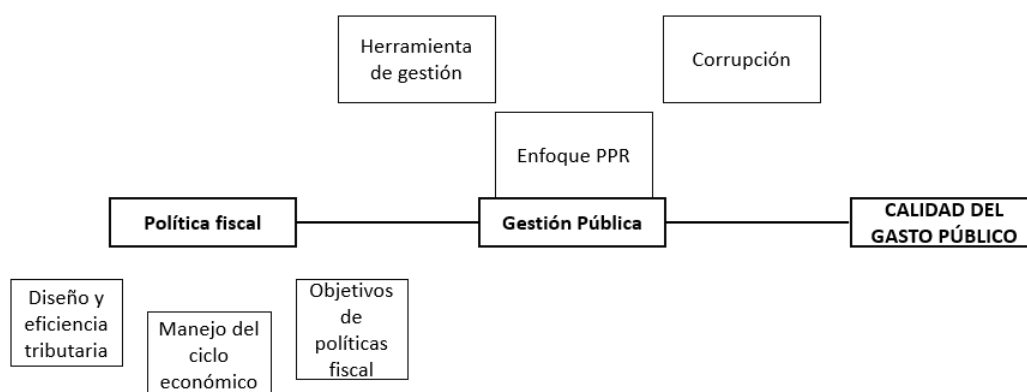 Herramienta
de gestión
Corrupción
Enfoque PPR
Política fiscal
Gestión Pública
CALIDAD DEL
GASTO PÚBLICO
Diseño y
eficiencia
tributaria
Manejo del
ciclo
económico
Objetivos
de
políticas
fiscal